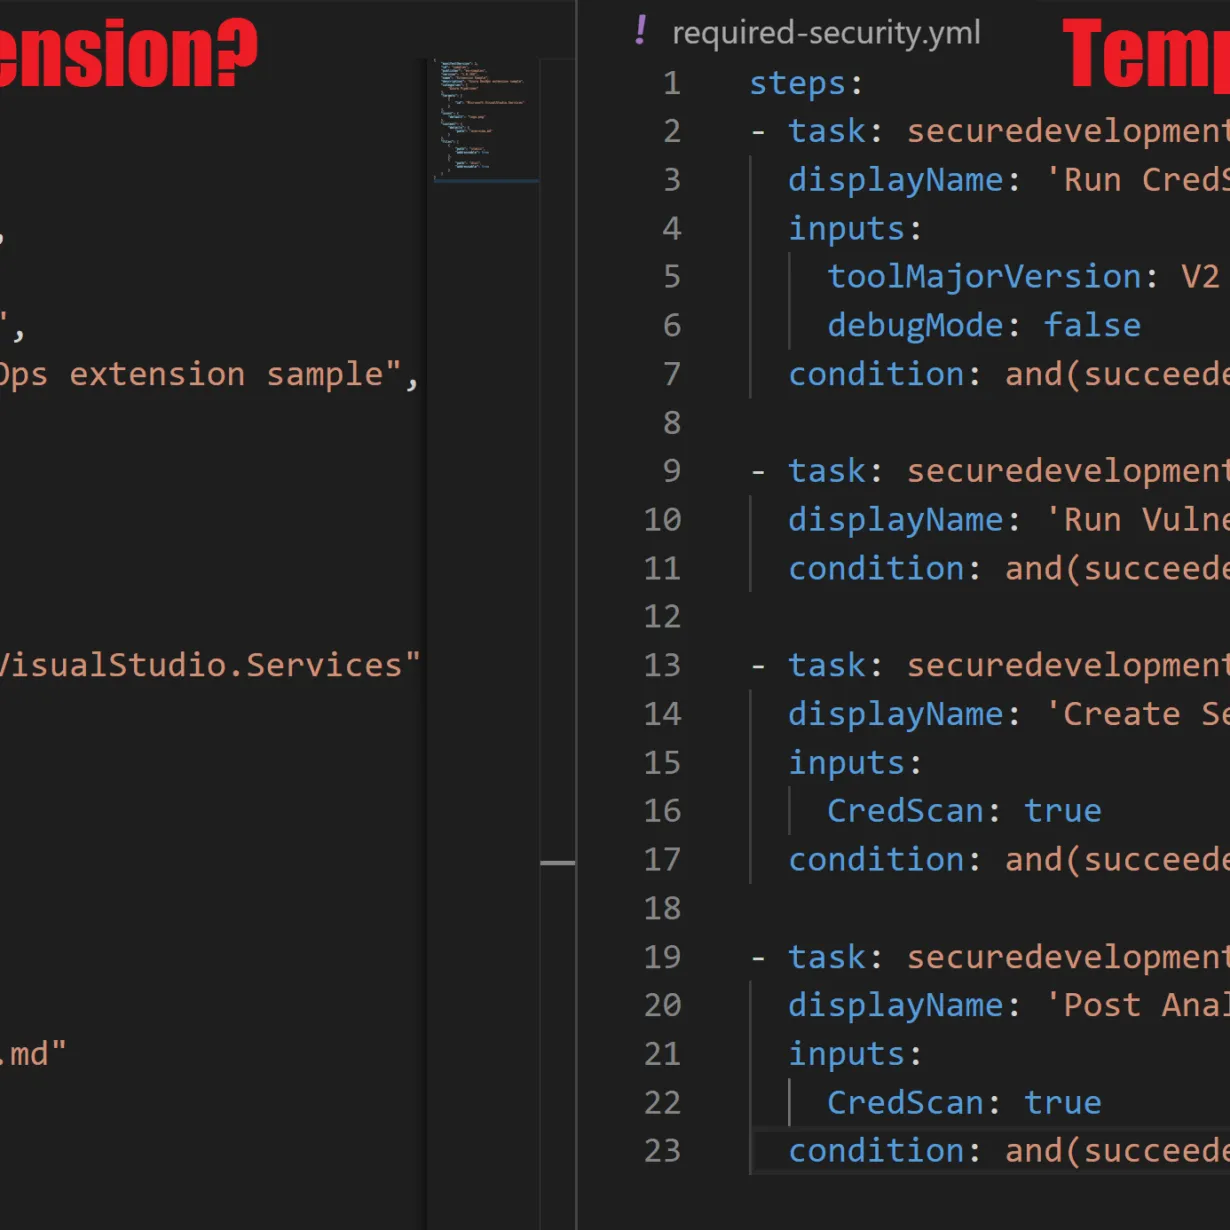 ension?
,
",
Ops extension sample",
VisualStudio.Services"
.md"
! required-security.yml
Temp
1 steps:
2 - task: securedevelopment
3 displayName: 'Run CredS
4 inputs:
5 toolMajorVersion: V2
6 debugMode: false
7 condition: and(succeede
8
9 - task: securedevelopment
10 displayName: 'Run Vulne
11 condition: and(succeede
12
13 - task: securedevelopment
14 displayName: 'Create Se
15 inputs:
16 CredScan: true
17 condition: and(succeede
18
19 - task: securedevelopment
20 displayName: 'Post Anal
21 inputs:
22 CredScan: true
23 condition: and(succeede